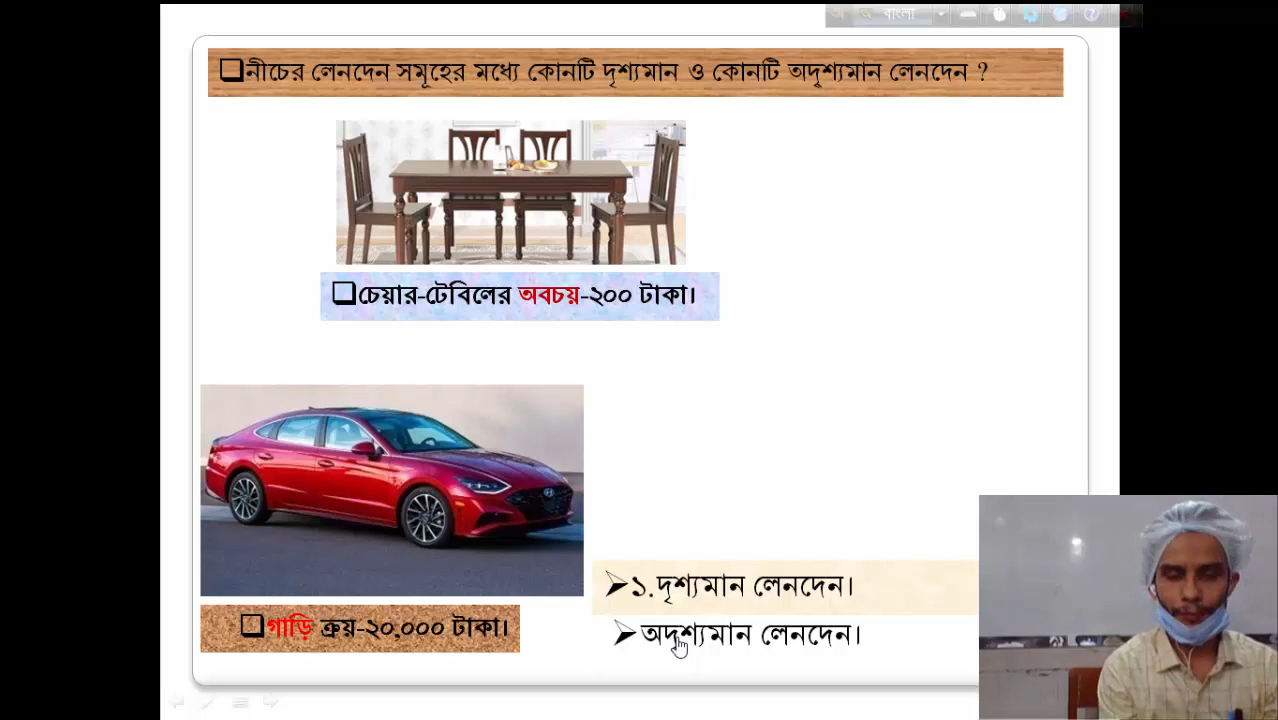 বাংলা
❑নীচের লেনদেন সমূহের মধ্যে কোনটি দৃশ্যমান ও কোনটি অদৃশ্যমান লেনদেন ?
❑চেয়ার-টেবিলের অবচয়-২০০ টাকা।
❑গাড়ি ক্রয়-২০,০০০ টাকা।
➢১.দৃশ্যমান লেনদেন।
➢অদৃশ্যমান লেনদেন।